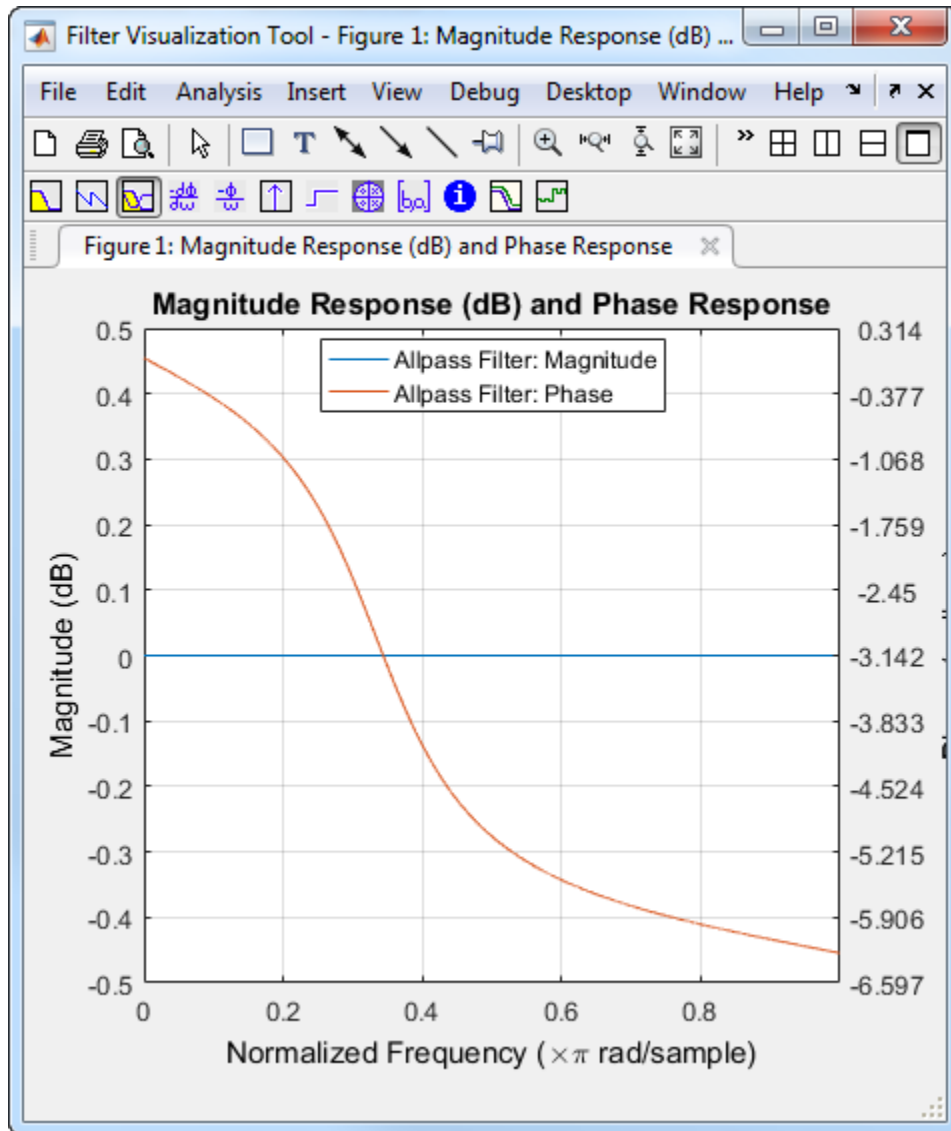 Filter Visualization Tool - Figure 1: Magnitude Response (dB) ...
File Edit Analysis Insert View Debug Desktop Window Help
Figure 1: Magnitude Response (dB) and Phase Response
Magnitude Response (dB) and Phase Response
Allpass Filter: Magnitude
Allpass Filter: Phase
Magnitude (dB)
0.5
0.4
0.3
0.2
0.1
0
-0.1
-0.2
-0.3
-0.4
-0.5
0.314
-0.377
-1.068
-1.759
-2.45
-3.142
-3.833
-4.524
-5.215
-5.906
-6.597
0 0.2 0.4 0.6 0.8
Normalized Frequency (×π rad/sample)